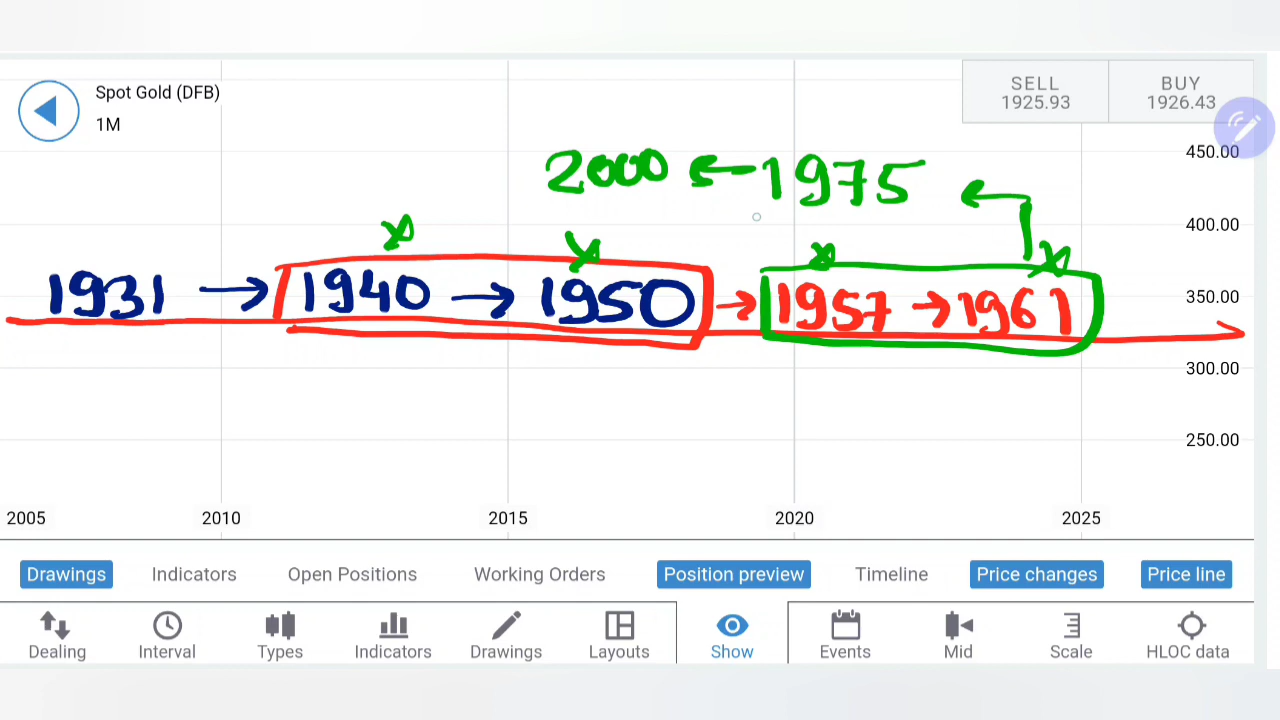 Spot Gold (DFB)
1M
SELL
1925.93
BUY
1926.43
450.00
2000 ← 1975
400.00
1931 → 1940 → 1950 → 1957 → 1961
350.00
300.00
250.00
2005 2010 2015 2020 2025
Drawings Indicators Open Positions Working Orders Position preview Timeline Price changes Price line
Dealing Interval Types Indicators Drawings Layouts Show Events Mid Scale HLOC data